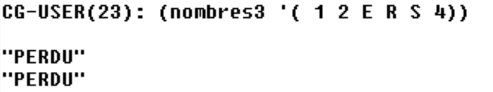 CG-USER(23): (nombres3 '( 1 2 E R S 4))
"PERDU"
"PERDU"